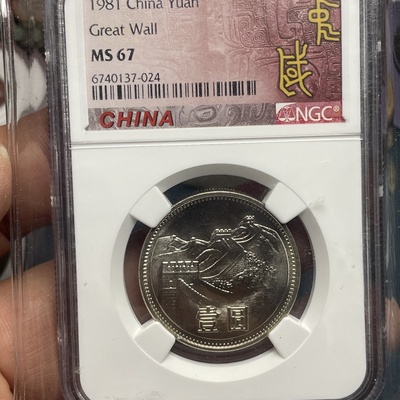 1981 China Yuan
Great Wall
MS 67
6740137-024
CHINA
NGC®
壹圆